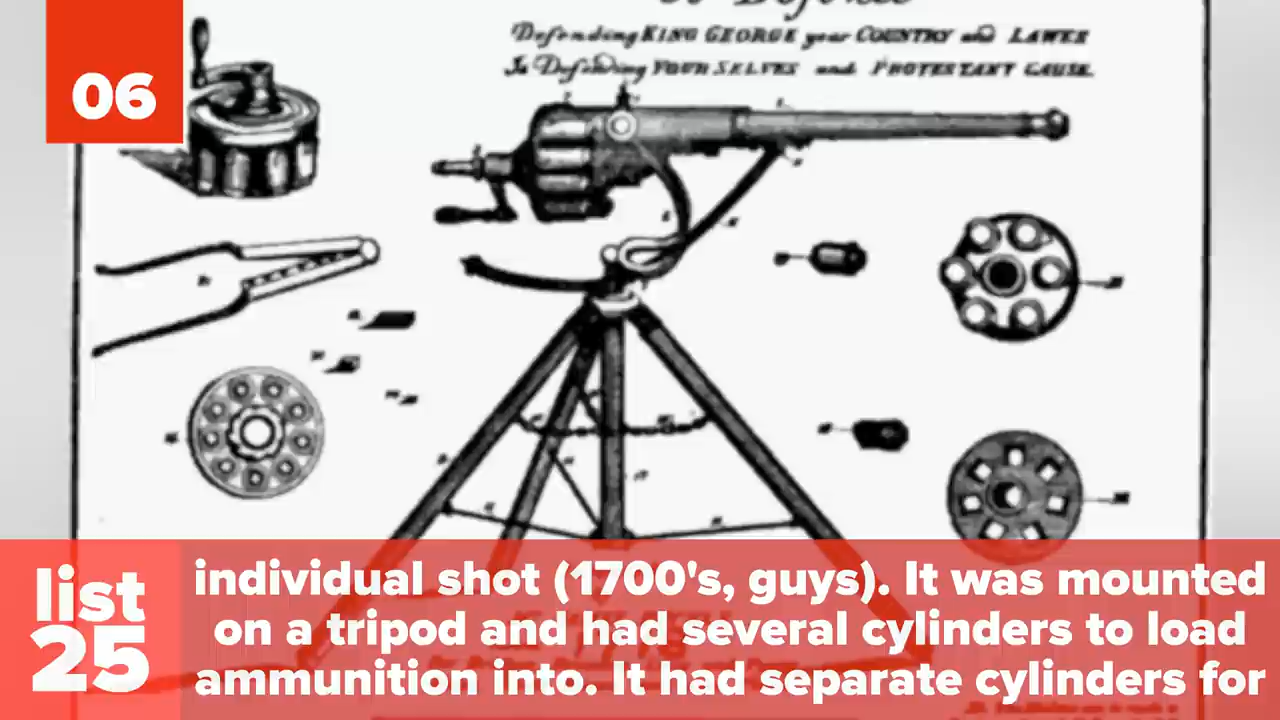 06
Defending KING GEORGE your COUNTRY and LAWES
Is Defending YOUR SELVES and PROTESTANT CAUSE
list
25
individual shot (1700's, guys). It was mounted
on a tripod and had several cylinders to load
ammunition into. It had separate cylinders for